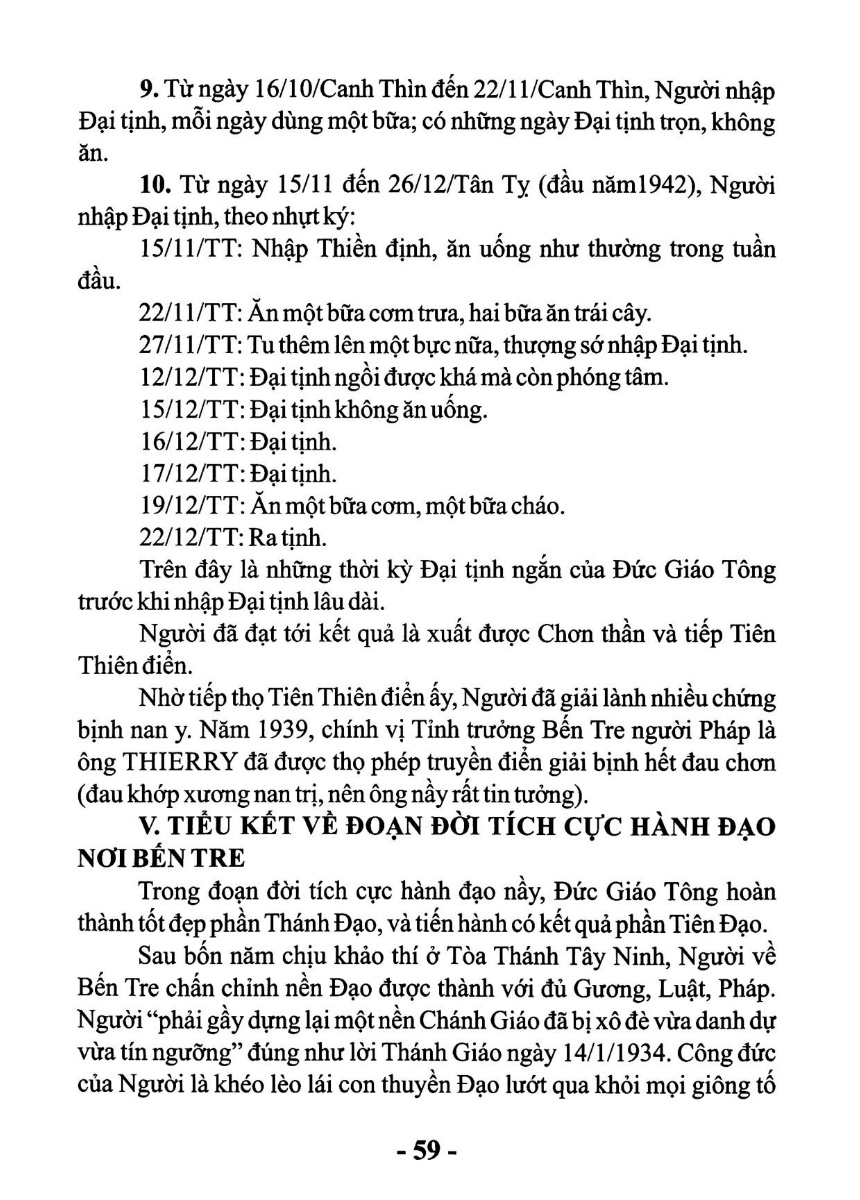 9. Từ ngày 16/10/Canh Thìn đến 22/11/Canh Thìn, Người nhập
Đại tịnh, mỗi ngày dùng một bữa; có những ngày Đại tịnh trọn, không
ăn.
10. Từ ngày 15/11 đến 26/12/Tân Tỵ (đầu năm1942), Người
nhập Đại tịnh, theo nhựt ký:
15/11/TT: Nhập Thiền định, ăn uống như thường trong tuần
đầu.
22/11/TT: Ăn một bữa cơm trưa, hai bữa ăn trái cây.
27/11/TT: Tu thêm lên một bực nữa, thượng sớ nhập Đại tịnh.
12/12/TT: Đại tịnh ngồi được khá mà còn phóng tâm.
15/12/TT: Đại tịnh không ăn uống.
16/12/TT: Đại tịnh.
17/12/TT: Đại tịnh.
19/12/TT: Ăn một bữa cơm, một bữa cháo.
22/12/TT: Ra tịnh.
Trên đây là những thời kỳ Đại tịnh ngắn của Đức Giáo Tông
trước khi nhập Đại tịnh lâu dài.
Người đã đạt tới kết quả là xuất được Chơn thần và tiếp Tiên
Thiên điển.
Nhờ tiếp thọ Tiên Thiên điển ấy, Người đã giải lành nhiều chứng
bịnh nan y. Năm 1939, chính vị Tỉnh trưởng Bến Tre người Pháp là
ông THIERRY đã được thọ phép truyền điển giải bịnh hết đau chơn
(đau khớp xương nan trị, nên ông nầy rất tin tưởng).
V. TIỂU KẾT VỀ ĐOẠN ĐỜI TÍCH CỰC HÀNH ĐẠO
NƠI BẾN TRE
Trong đoạn đời tích cực hành đạo nầy, Đức Giáo Tông hoàn
thành tốt đẹp phần Thánh Đạo, và tiến hành có kết quả phần Tiên Đạo.
Sau bốn năm chịu khảo thí ở Tòa Thánh Tây Ninh, Người về
Bến Tre chấn chỉnh nền Đạo được thành với đủ Gương, Luật, Pháp.
Người “phải gầy dựng lại một nền Chánh Giáo đã bị xô đè vừa danh dự
vừa tín ngưỡng” đúng như lời Thánh Giáo ngày 14/1/1934. Công đức
của Người là khéo lèo lái con thuyền Đạo lướt qua khỏi mọi giông tố
- 59 -